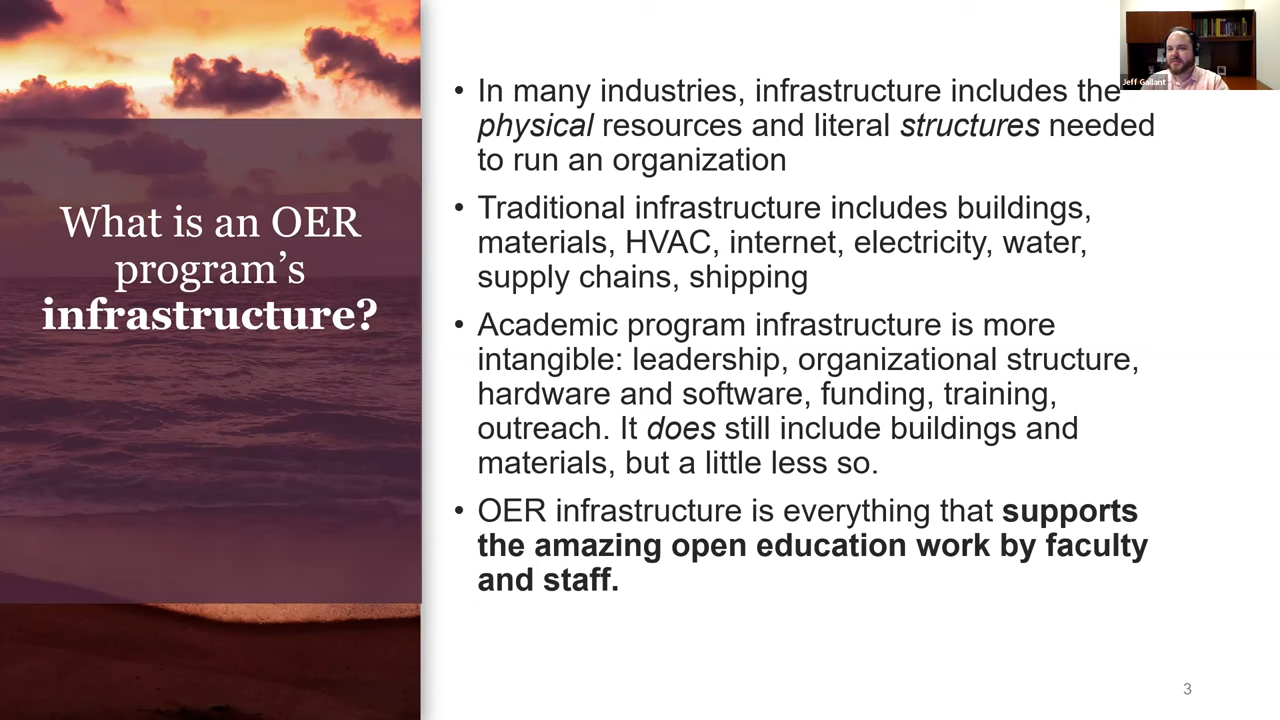 What is an OER
program's
infrastructure?
• In many industries, infrastructure includes the
physical resources and literal structures needed
to run an organization
• Traditional infrastructure includes buildings,
materials, HVAC, internet, electricity, water,
supply chains, shipping
• Academic program infrastructure is more
intangible: leadership, organizational structure,
hardware and software, funding, training,
outreach. It does still include buildings and
materials, but a little less so.
• OER infrastructure is everything that supports
the amazing open education work by faculty
and staff.
Jeff Gallant
3